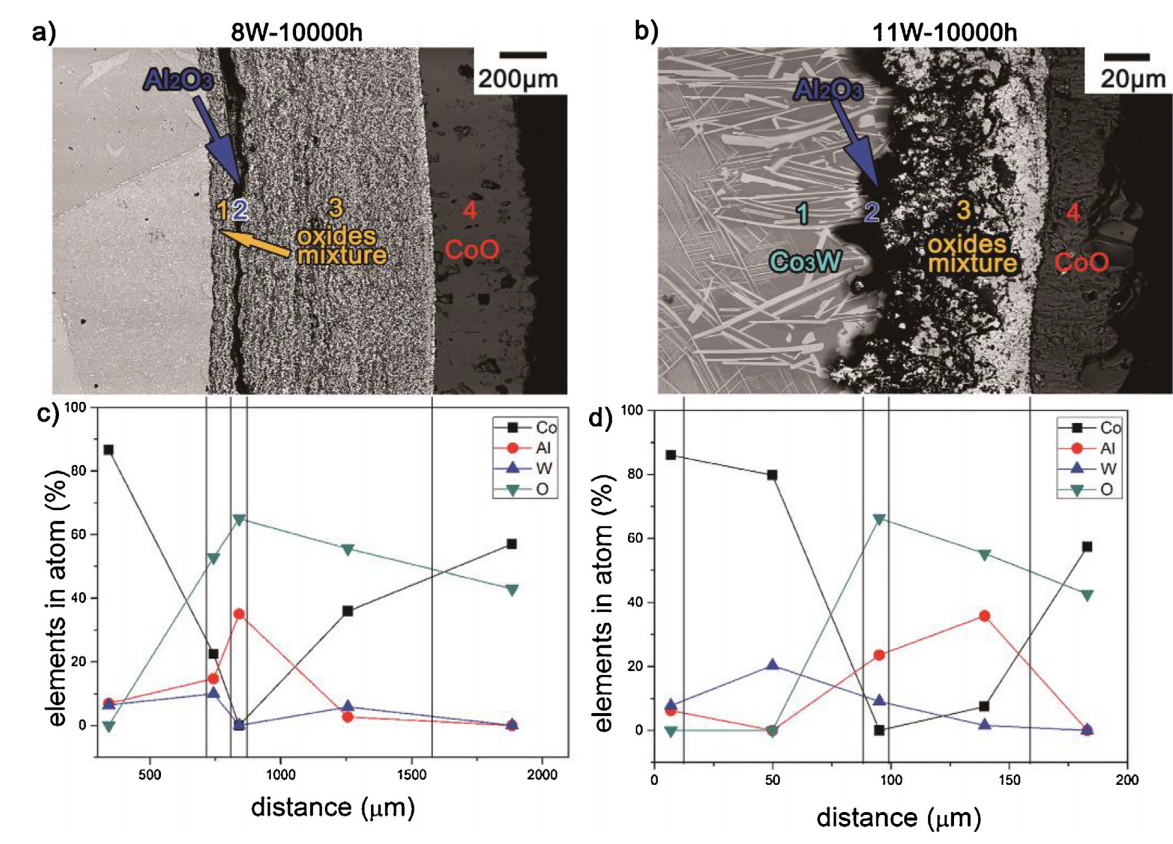 a) 8W-10000h
200μm
Al₂O₃
1 2 3 4
oxides
mixture
CoO
b) 11W-10000h
20μm
Al₂O₃
1 2 3 4
Co₃W
oxides
mixture
CoO
c)
elements in atom (%)
100
80
60
40
20
0
Co
Al
W
O
500 1000 1500 2000
distance (μm)
d)
elements in atom (%)
100
80
60
40
20
0
Co
Al
W
O
0 50 100 150 200
distance (μm)